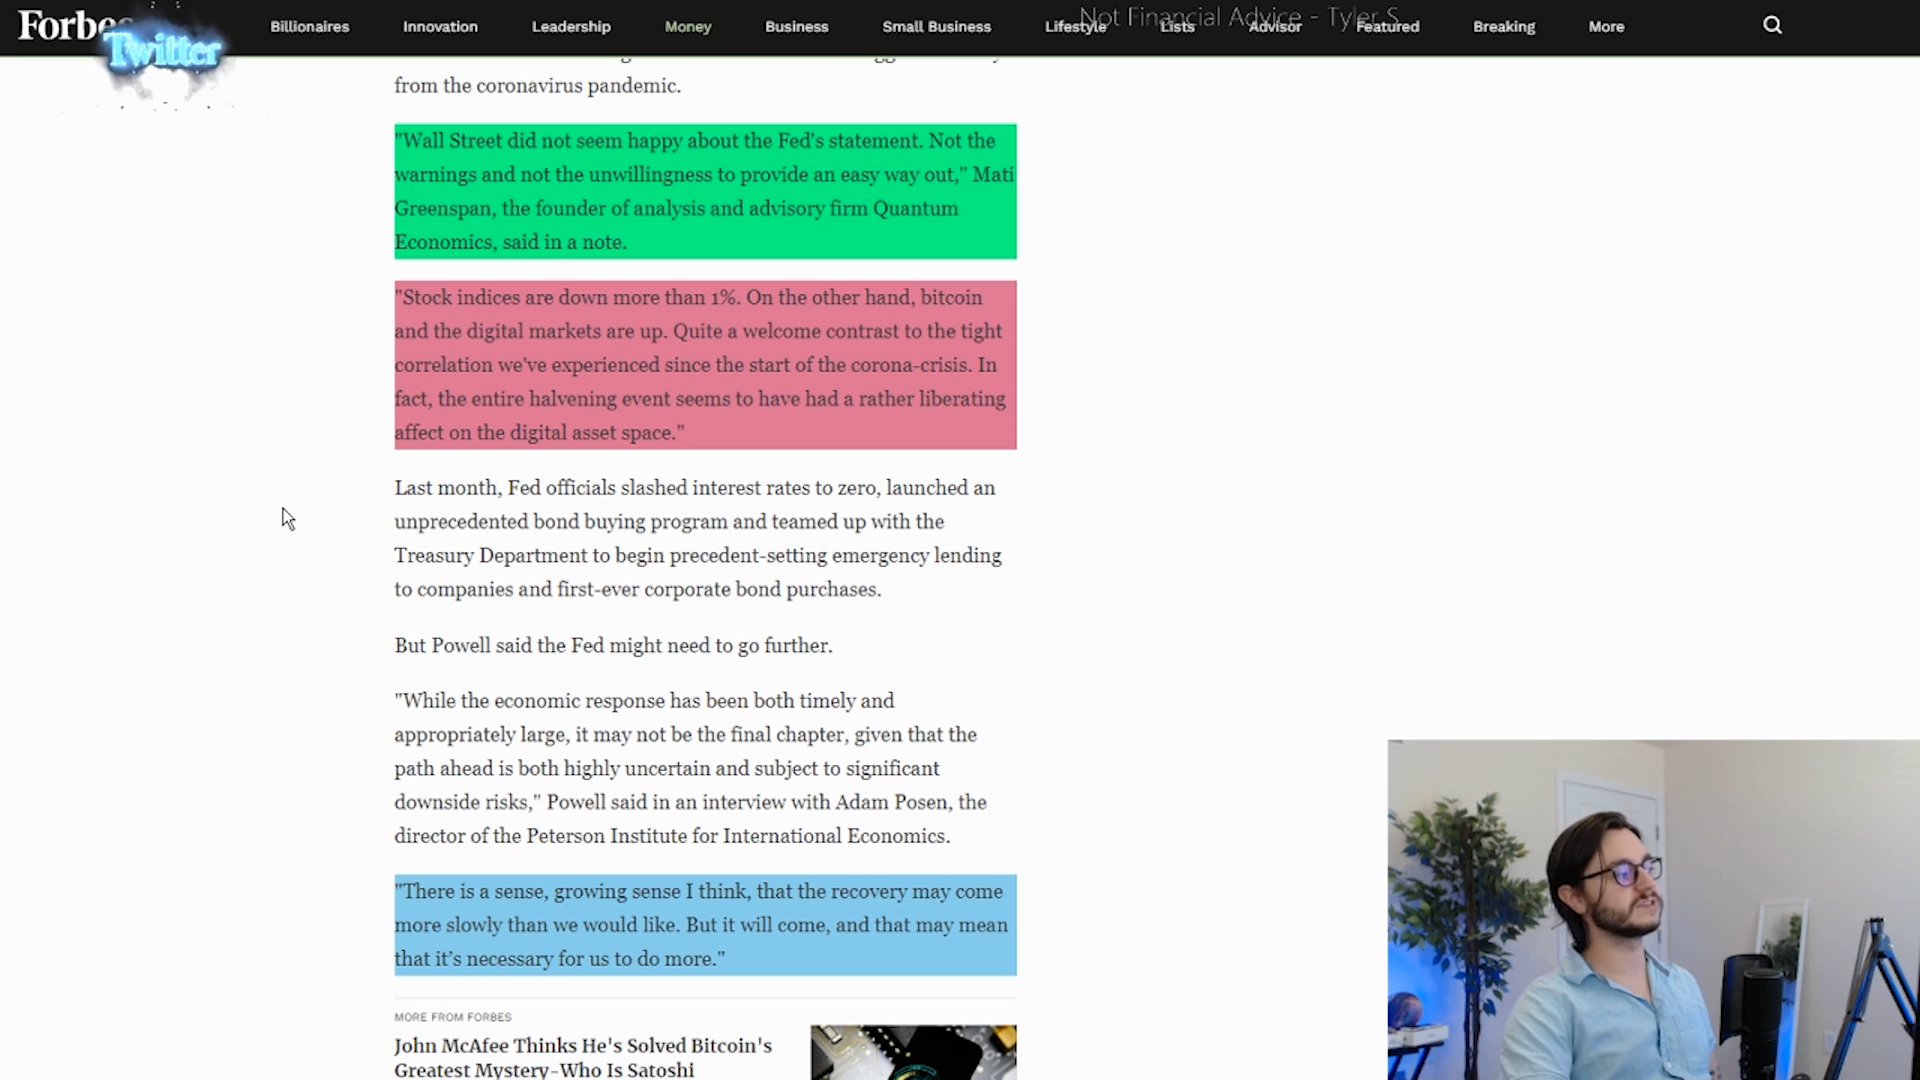 Forbes
Twitter
Billionaires
Innovation
Leadership
Money
Business
Small Business
Lifestyle
Lists
Advisor
Featured
Breaking
More
Not Financial Advice - Tyler S
from the coronavirus pandemic.
"Wall Street did not seem happy about the Fed's statement. Not the
warnings and not the unwillingness to provide an easy way out," Mati
Greenspan, the founder of analysis and advisory firm Quantum
Economics, said in a note.
"Stock indices are down more than 1%. On the other hand, bitcoin
and the digital markets are up. Quite a welcome contrast to the tight
correlation we've experienced since the start of the corona-crisis. In
fact, the entire halvening event seems to have had a rather liberating
affect on the digital asset space."
Last month, Fed officials slashed interest rates to zero, launched an
unprecedented bond buying program and teamed up with the
Treasury Department to begin precedent-setting emergency lending
to companies and first-ever corporate bond purchases.
But Powell said the Fed might need to go further.
"While the economic response has been both timely and
appropriately large, it may not be the final chapter, given that the
path ahead is both highly uncertain and subject to significant
downside risks," Powell said in an interview with Adam Posen, the
director of the Peterson Institute for International Economics.
"There is a sense, growing sense I think, that the recovery may come
more slowly than we would like. But it will come, and that may mean
that it's necessary for us to do more."
MORE FROM FORBES
John McAfee Thinks He's Solved Bitcoin's
Greatest Mystery–Who Is Satoshi